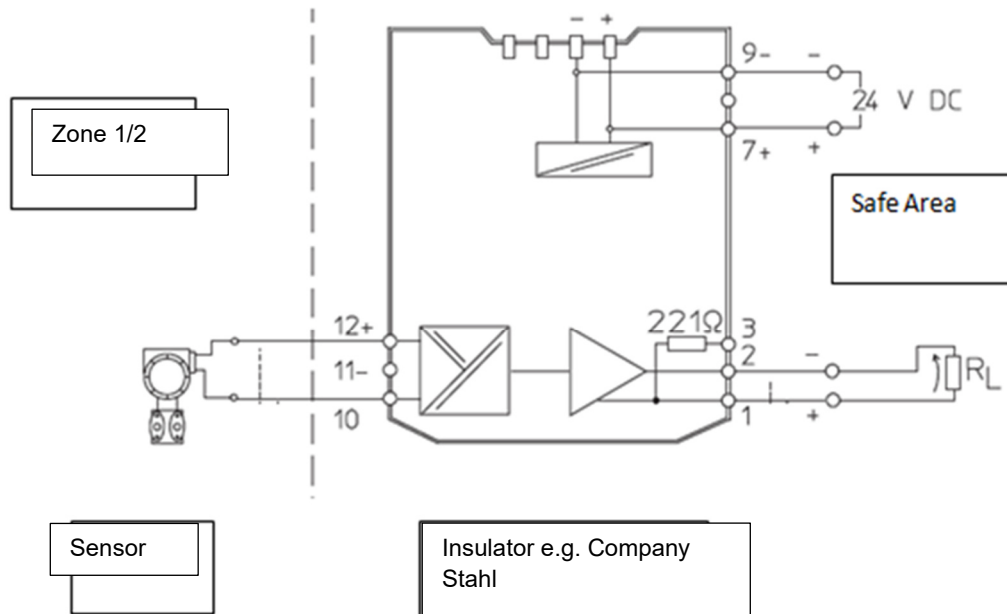 - +
9- -
24 V DC
7+ +
Zone 1/2
Safe Area
12+
11-
10
221Ω
3
2 -
1 +
RL
Sensor
Insulator e.g. Company
Stahl